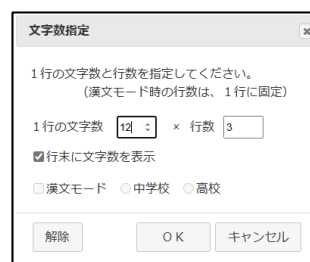 文字数指定
1行の文字数と行数を指定してください。
(漢文モード時の行数は、1行に固定)
1行の文字数 12 × 行数 3
行末に文字数を表示
漢文モード 中学校 高校
解除 OK キャンセル